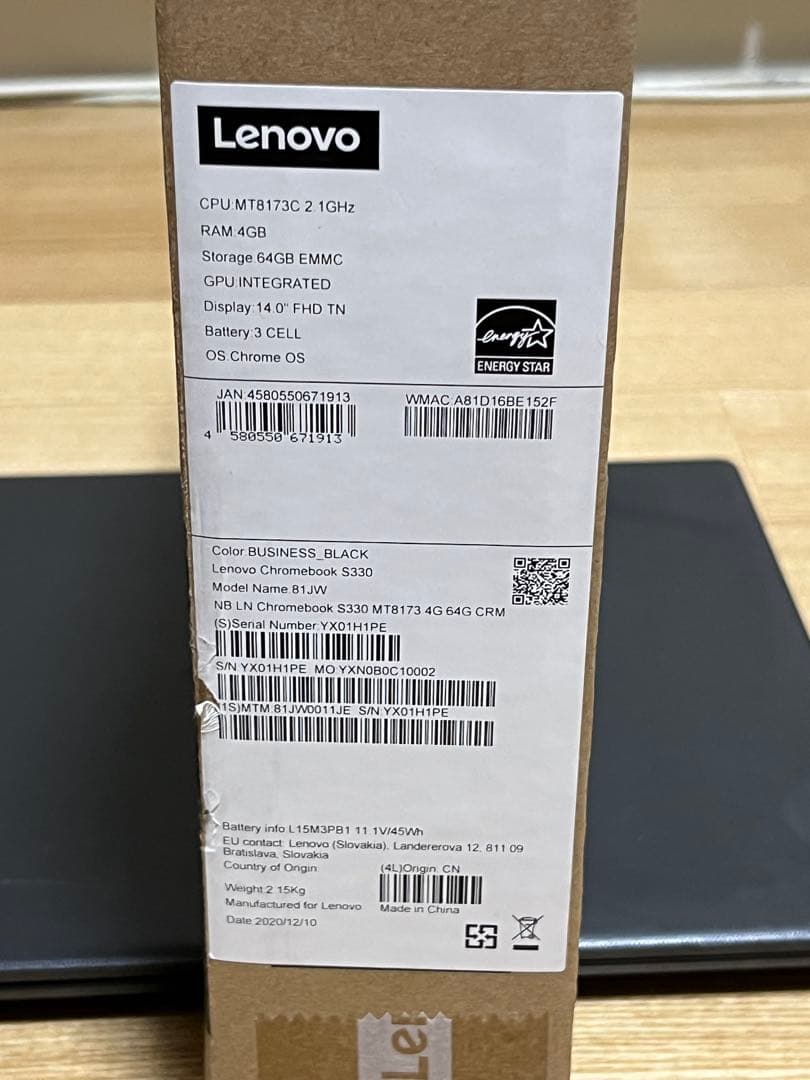 Lenovo
CPU:MT8173C 2.1GHz
RAM:4GB
Storage:64GB EMMC
GPU:INTEGRATED
Display:14.0" FHD TN
Battery:3 CELL
OS:Chrome OS
energy
ENERGY STAR
JAN:4580550671913
WMAC:A81D16BE152F
4 580550 671913
Color:BUSINESS_BLACK
Lenovo Chromebook S330
Model Name:81JW
NB LN Chromebook S330 MT8173 4G 64G CRM
(S)Serial Number:YX01H1PE
S/N:YX01H1PE MO:YXN0B0C10002
1S)MTM:81JW0011JE S/N:YX01H1PE
Battery info:L15M3PB1 11.1V/45Wh
EU contact: Lenovo (Slovakia), Landererova 12, 811 09
Bratislava, Slovakia
Country of Origin:
(4L)Origin: CN
Weight:2.15Kg
Manufactured for Lenovo
Made in China
Date:2020/12/10
Le